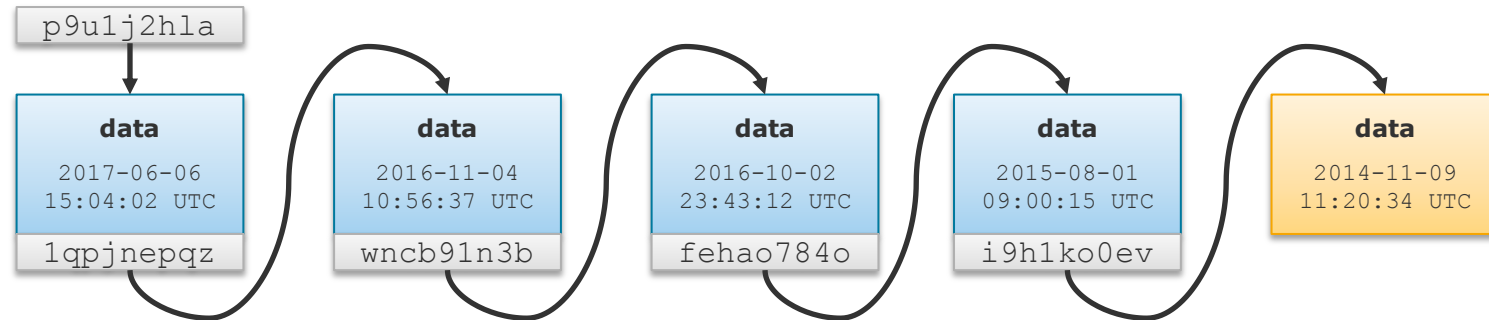 p9u1j2hla
data
2017-06-06
15:04:02 UTC
1qpjnepqz
data
2016-11-04
10:56:37 UTC
wncb91n3b
data
2016-10-02
23:43:12 UTC
fehao784o
data
2015-08-01
09:00:15 UTC
i9h1ko0ev
data
2014-11-09
11:20:34 UTC